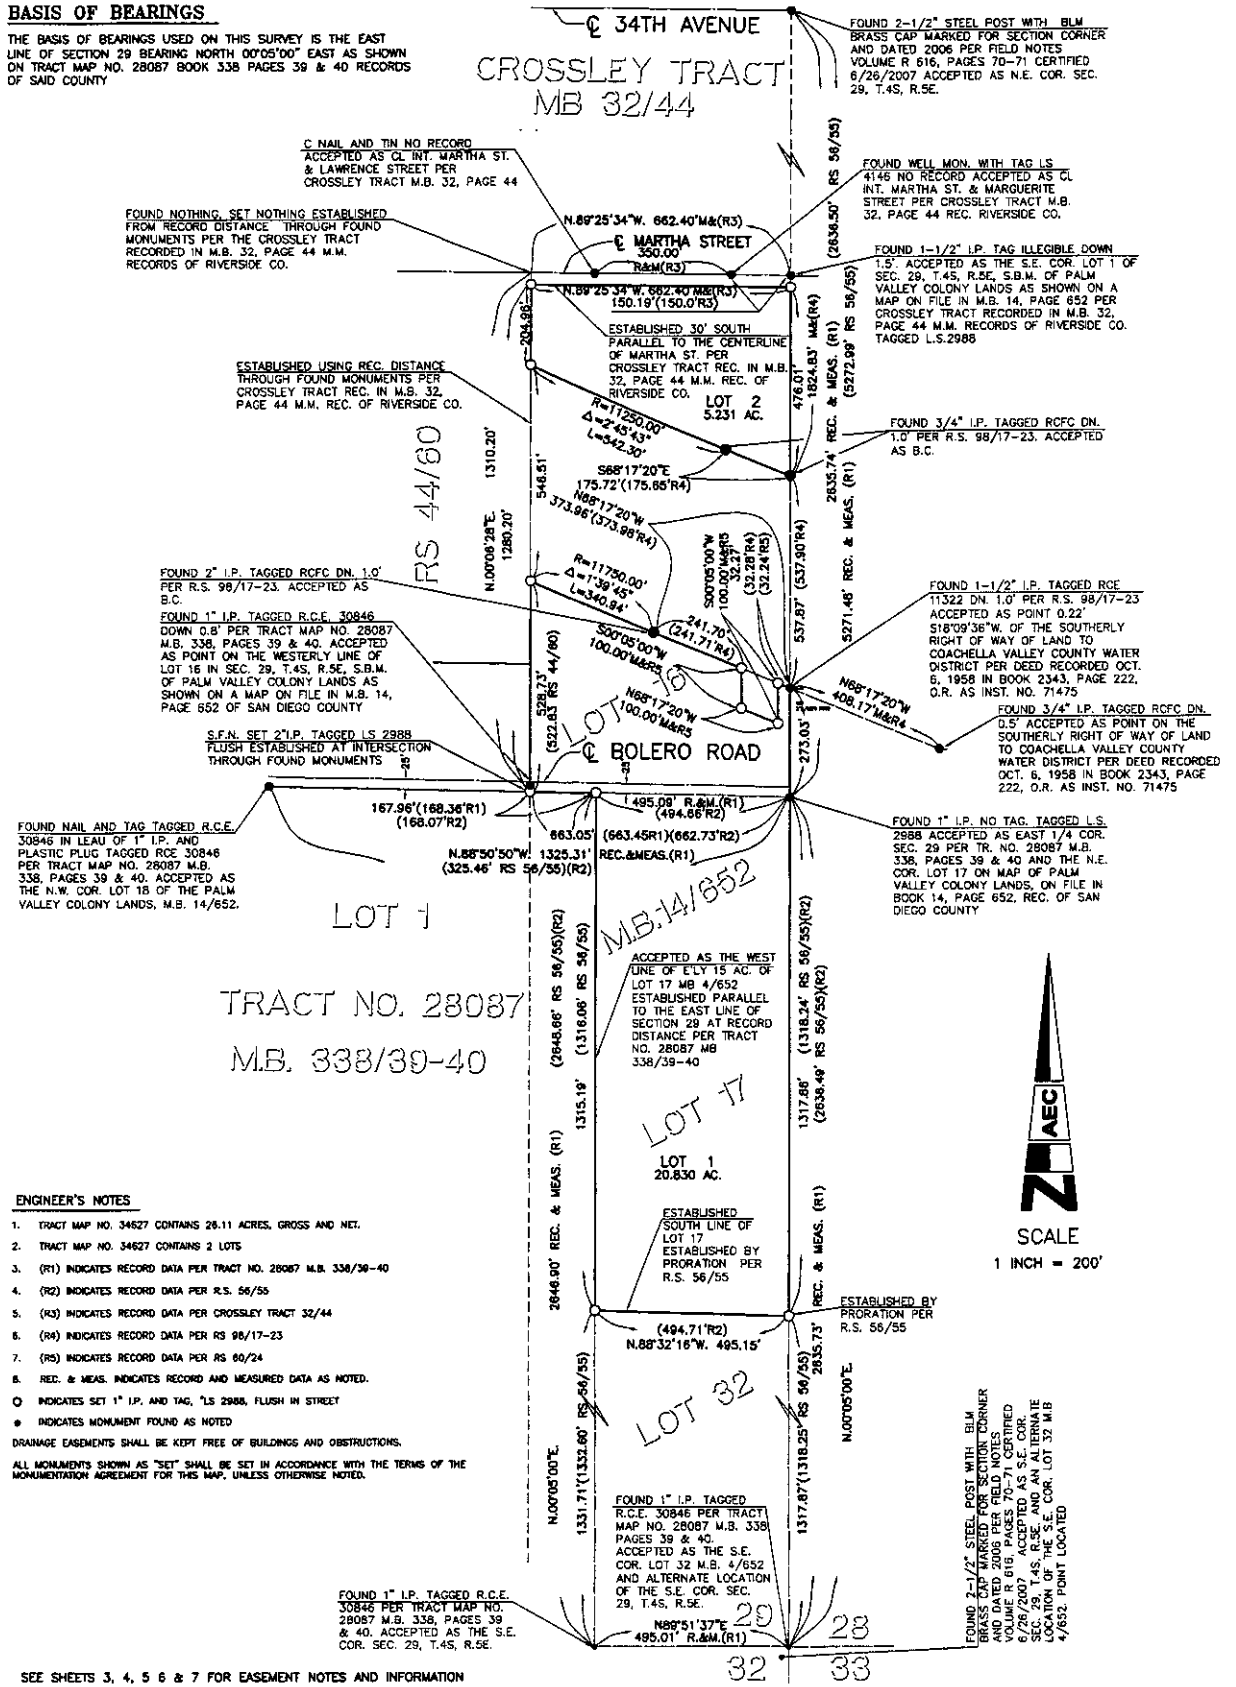 BASIS OF BEARINGS
THE BASIS OF BEARINGS USED ON THIS SURVEY IS THE EAST
LINE OF SECTION 29 BEARING NORTH 00°05'00" EAST AS SHOWN
ON TRACT MAP NO. 28087 BOOK 338 PAGES 39 & 40 RECORDS
OF SAID COUNTY
℄ 34TH AVENUE
CROSSLEY TRACT
MB 32/44
FOUND 2-1/2" STEEL POST WITH BLM
BRASS CAP MARKED FOR SECTION CORNER
AND DATED 2006 PER FIELD NOTES
VOLUME R 616, PAGES 70-71 CERTIFIED
6/26/2007 ACCEPTED AS N.E. COR. SEC.
29, T.4S, R.5E.
C NAIL AND TIN NO RECORD
ACCEPTED AS CL INT. MARTHA ST.
& LAWRENCE STREET PER
CROSSLEY TRACT M.B. 32, PAGE 44
FOUND WELL MON. WITH TAG LS
4146 NO RECORD ACCEPTED AS CL
INT. MARTHA ST. & MARGUERITE
STREET PER CROSSLEY TRACT M.B.
32, PAGE 44 REC. RIVERSIDE CO.
FOUND NOTHING, SET NOTHING ESTABLISHED
FROM RECORD DISTANCE THROUGH FOUND
MONUMENTS PER THE CROSSLEY TRACT
RECORDED IN M.B. 32, PAGE 44 M.M.
RECORDS OF RIVERSIDE CO.
N.89°25'34"W. 662.40'M&(R3)
℄ MARTHA STREET
350.00'
R&M(R3)
N.89°25'34"W. 662.40'M&(R3)
150.19'(150.0'R3)
(2636.50' RS 56/55)
FOUND 1-1/2" I.P. TAG ILLEGIBLE DOWN
1.5'. ACCEPTED AS THE S.E. COR. LOT 1 OF
SEC. 29, T.4S, R.5E, S.B.M. OF PALM
VALLEY COLONY LANDS AS SHOWN ON A
MAP ON FILE IN M.B. 14, PAGE 652 PER
CROSSLEY TRACT RECORDED IN M.B. 32,
PAGE 44 M.M. RECORDS OF RIVERSIDE CO.
TAGGED L.S.2988
204.96'
ESTABLISHED 30' SOUTH
PARALLEL TO THE CENTERLINE
OF MARTHA ST. PER
CROSSLEY TRACT REC. IN M.B.
32, PAGE 44 M.M. REC. OF
RIVERSIDE CO.
ESTABLISHED USING REC. DISTANCE
THROUGH FOUND MONUMENTS PER
CROSSLEY TRACT REC. IN M.B. 32,
PAGE 44 M.M. REC. OF RIVERSIDE CO.
LOT 2
5.231 AC.
476.01'
1824.83' M&(R4)
2635.74' REC. & MEAS. (R1)
(5272.99' RS 56/55)
5271.46' REC. & MEAS. (R1)
R=11250.00'
Δ=2°45'43"
L=542.30'
S68°17'20"E
175.72'(175.65'R4)
FOUND 3/4" I.P. TAGGED RCFC DN.
1.0' PER R.S. 98/17-23. ACCEPTED
AS B.C.
RS 44/60
1310.20'
N.00°06'28"E.
1280.20'
546.51'
N68°17'20"W
373.96'(373.98'R4)
R=11750.00'
Δ=1°39'45"
L=340.94'
S00°05'00"W
100.00'M&R5
32.27'
(32.28'R4)
(32.24'R5)
537.87' (537.90'R4)
241.70'
(241.71'R4)
S00°05'00"W
100.00'M&R5
N68°17'20"W
100.00'M&R5
FOUND 2" I.P. TAGGED RCFC DN. 1.0'
PER R.S. 98/17-23. ACCEPTED AS
B.C.
FOUND 1" I.P. TAGGED R.C.E. 30846
DOWN 0.8' PER TRACT MAP NO. 28087
M.B. 338, PAGES 39 & 40. ACCEPTED
AS POINT ON THE WESTERLY LINE OF
LOT 16 IN SEC. 29, T.4S, R.5E, S.B.M.
OF PALM VALLEY COLONY LANDS AS
SHOWN ON A MAP ON FILE IN M.B. 14,
PAGE 652 OF SAN DIEGO COUNTY
FOUND 1-1/2" I.P. TAGGED RCE
11322 DN. 1.0' PER R.S. 98/17-23
ACCEPTED AS POINT 0.22'
S18°09'36"W. OF THE SOUTHERLY
RIGHT OF WAY OF LAND TO
COACHELLA VALLEY COUNTY WATER
DISTRICT PER DEED RECORDED OCT.
6, 1958 IN BOOK 2343, PAGE 222,
O.R. AS INST. NO. 71475
N68°17'20"W
408.17'M&R4
FOUND 3/4" I.P. TAGGED RCFC DN.
0.5' ACCEPTED AS POINT ON THE
SOUTHERLY RIGHT OF WAY OF LAND
TO COACHELLA VALLEY COUNTY
WATER DISTRICT PER DEED RECORDED
OCT. 6, 1958 IN BOOK 2343, PAGE
222, O.R. AS INST. NO. 71475
528.73'
(522.83' RS 44/60)
LOT 16
℄ BOLERO ROAD
273.03'
S.F.N. SET 2"I.P. TAGGED LS 2988
FLUSH ESTABLISHED AT INTERSECTION
THROUGH FOUND MONUMENTS
25'
25'
167.96'(168.36'R1)
(168.07'R2)
495.09' R.&M.(R1)
(494.66'R2)
663.05' (663.45R1)(662.73'R2)
N.88°50'50"W. 1325.31' REC.&MEAS.(R1)
(325.46' RS 56/55)(R2)
FOUND NAIL AND TAG TAGGED R.C.E.
30846 IN LEAU OF 1" I.P. AND
PLASTIC PLUG TAGGED RCE 30846
PER TRACT MAP NO. 28087 M.B.
338, PAGES 39 & 40. ACCEPTED AS
THE N.W. COR. LOT 18 OF THE PALM
VALLEY COLONY LANDS, M.B. 14/652.
FOUND 1" I.P. NO TAG. TAGGED L.S.
2988 ACCEPTED AS EAST 1/4 COR.
SEC. 29 PER TR. NO. 28087 M.B.
338, PAGES 39 & 40 AND THE N.E.
COR. LOT 17 ON MAP OF PALM
VALLEY COLONY LANDS, ON FILE IN
BOOK 14, PAGE 652, REC. OF SAN
DIEGO COUNTY
LOT 1
TRACT NO. 28087
M.B. 338/39-40
M.B.14/652
(2648.66' RS 56/55)(R2)
2646.90' REC. & MEAS. (R1)
(1316.06' RS 56/55)
1315.19'
ACCEPTED AS THE WEST
LINE OF E'LY 15 AC. OF
LOT 17 MB 4/652
ESTABLISHED PARALLEL
TO THE EAST LINE OF
SECTION 29 AT RECORD
DISTANCE PER TRACT
NO. 28087 MB
338/39-40
(1318.24' RS 56/55)(R2)
1317.86'
(2638.49' RS 56/55)(R2)
LOT 17
LOT 1
20.830 AC.
AEC
N
SCALE
1 INCH = 200'
ENGINEER'S NOTES
1. TRACT MAP NO. 34627 CONTAINS 26.11 ACRES, GROSS AND NET.
2. TRACT MAP NO. 34627 CONTAINS 2 LOTS
3. (R1) INDICATES RECORD DATA PER TRACT NO. 28087 M.B. 338/39-40
4. (R2) INDICATES RECORD DATA PER R.S. 56/55
5. (R3) INDICATES RECORD DATA PER CROSSLEY TRACT 32/44
6. (R4) INDICATES RECORD DATA PER RS 98/17-23
7. (R5) INDICATES RECORD DATA PER RS 60/24
8. REC. & MEAS. INDICATES RECORD AND MEASURED DATA AS NOTED.
O INDICATES SET 1" I.P. AND TAG, "LS 2988, FLUSH IN STREET
● INDICATES MONUMENT FOUND AS NOTED
DRAINAGE EASEMENTS SHALL BE KEPT FREE OF BUILDINGS AND OBSTRUCTIONS.
ALL MONUMENTS SHOWN AS "SET" SHALL BE SET IN ACCORDANCE WITH THE TERMS OF THE
MONUMENTATION AGREEMENT FOR THIS MAP, UNLESS OTHERWISE NOTED.
ESTABLISHED
SOUTH LINE OF
LOT 17
ESTABLISHED BY
PRORATION PER
R.S. 56/55
(494.71'R2)
N.88°32'16"W. 495.15'
ESTABLISHED BY
PRORATION PER
R.S. 56/55
2635.73' REC. & MEAS. (R1)
N.00°05'00"E.
LOT 32
N.00°05'00"E.
1331.71'(1332.60' RS 56/55)
1317.87'(1318.25' RS 56/55)
FOUND 1" I.P. TAGGED
R.C.E. 30846 PER TRACT
MAP NO. 28087 M.B. 338
PAGES 39 & 40.
ACCEPTED AS THE S.E.
COR. LOT 32 M.B. 4/652
AND ALTERNATE LOCATION
OF THE S.E. COR. SEC.
29, T.4S, R.5E.
FOUND 1" I.P. TAGGED R.C.E.
30846 PER TRACT MAP NO.
28087 M.B. 338, PAGES 39
& 40. ACCEPTED AS THE S.E.
COR. SEC. 29, T.4S, R.5E.
N89°51'37"E
495.01' R.&M.(R1)
29
28
32
33
FOUND 2-1/2" STEEL POST WITH BLM
BRASS CAP MARKED FOR SECTION CORNER
AND DATED 2006 PER FIELD NOTES
VOLUME R 616, PAGES 70-71 CERTIFIED
6/26/2007 ACCEPTED AS S.E. COR.
SEC. 29, T.4S, R.5E. AND AN ALTERNATE
LOCATION OF THE S.E. COR. LOT 32 M.B
4/652. POINT LOCATED
SEE SHEETS 3, 4, 5 6 & 7 FOR EASEMENT NOTES AND INFORMATION